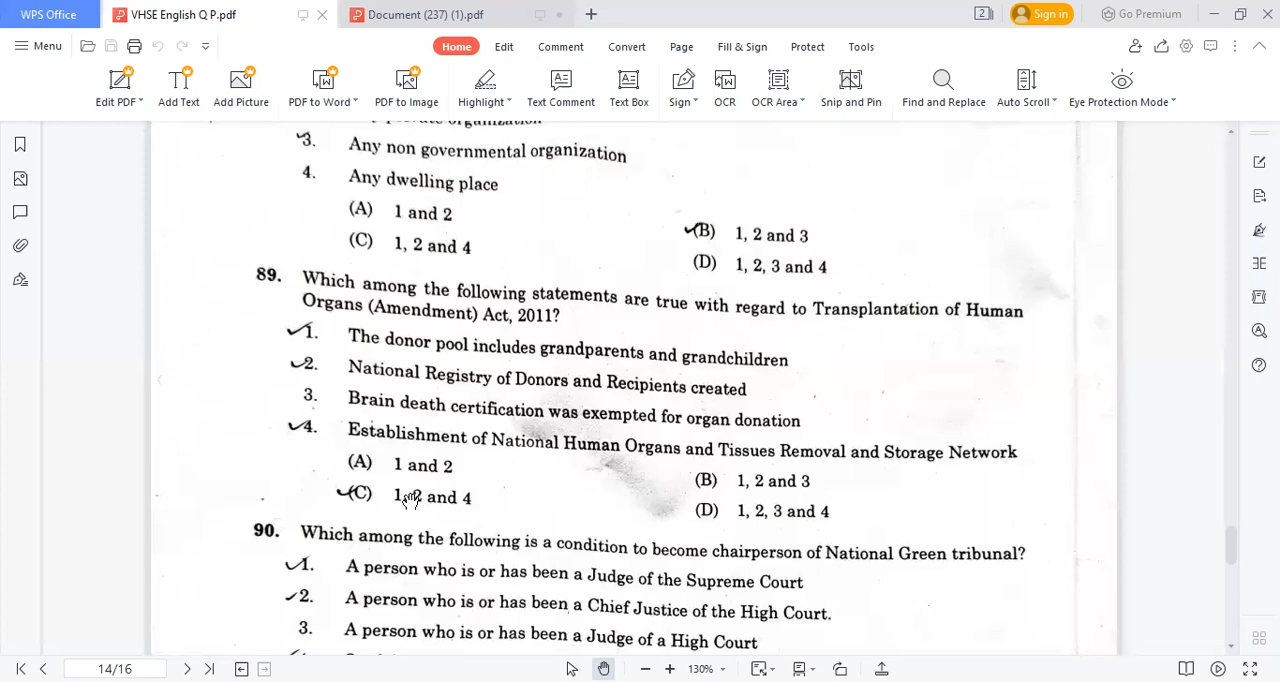 WPS Office
VHSE English Q P.pdf
Document (237) (1).pdf
2
Sign in
Go Premium
Menu
Home Edit Comment Convert Page Fill & Sign Protect Tools
Edit PDF Add Text Add Picture PDF to Word PDF to Image Highlight Text Comment Text Box Sign OCR OCR Area Snip and Pin Find and Replace Auto Scroll Eye Protection Mode
3. Any non governmental organization
4. Any dwelling place
(A) 1 and 2
(B) 1, 2 and 3
(C) 1, 2 and 4
(D) 1, 2, 3 and 4
89. Which among the following statements are true with regard to Transplantation of Human
Organs (Amendment) Act, 2011?
1. The donor pool includes grandparents and grandchildren
2. National Registry of Donors and Recipients created
3. Brain death certification was exempted for organ donation
4. Establishment of National Human Organs and Tissues Removal and Storage Network
(A) 1 and 2
(B) 1, 2 and 3
(C) 1, 2 and 4
(D) 1, 2, 3 and 4
90. Which among the following is a condition to become chairperson of National Green tribunal?
1. A person who is or has been a Judge of the Supreme Court
2. A person who is or has been a Chief Justice of the High Court.
3. A person who is or has been a Judge of a High Court
14/16
130%